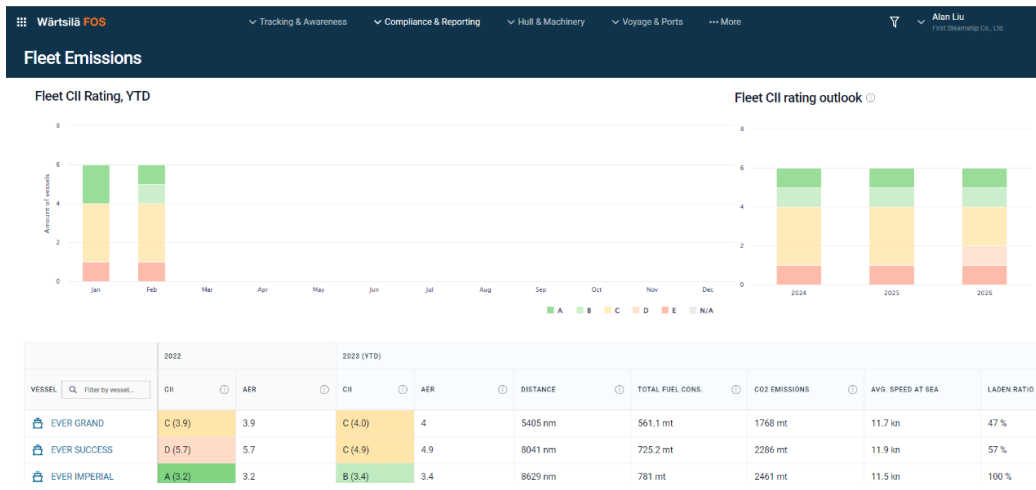 Wärtsilä FOS
Tracking & Awareness
Compliance & Reporting
Hull & Machinery
Voyage & Ports
••• More
Alan Liu
First Steamship Co., Ltd
Fleet Emissions
Fleet CII Rating, YTD
Amount of vessels
8
6
4
2
0
Jan Feb Mar Apr May Jun Jul Aug Sep Oct Nov Dec
A B C D E N/A
Fleet CII rating outlook
8
6
4
2
0
2024 2025 2026
2022 2023 (YTD)
VESSEL Filter by vessel... CII AER CII AER DISTANCE TOTAL FUEL CONS. CO2 EMISSIONS AVG. SPEED AT SEA LADEN RATIO
EVER GRAND C (3.9) 3.9 C (4.0) 4 5405 nm 561.1 mt 1768 mt 11.7 kn 47 %
EVER SUCCESS D (5.7) 5.7 C (4.9) 4.9 8041 nm 725.2 mt 2286 mt 11.9 kn 57 %
EVER IMPERIAL A (3.2) 3.2 B (3.4) 3.4 8629 nm 781 mt 2461 mt 11.5 kn 100 %